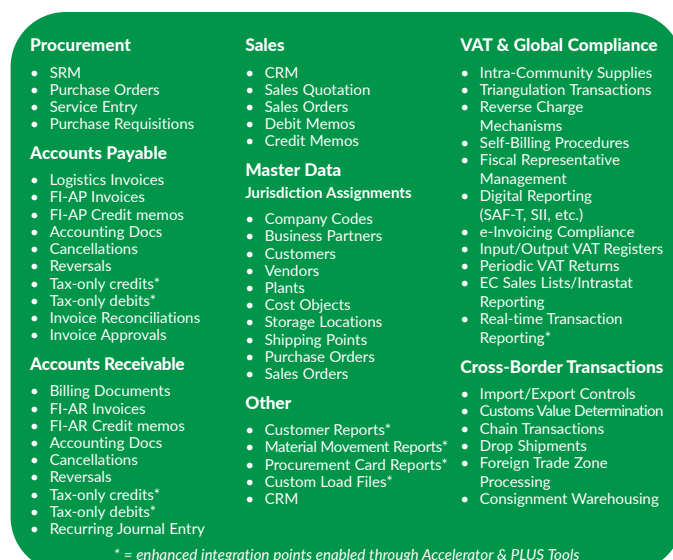 Procurement
• SRM
• Purchase Orders
• Service Entry
• Purchase Requisitions
Accounts Payable
• Logistics Invoices
• FI-AP Invoices
• FI-AP Credit memos
• Accounting Docs
• Cancellations
• Reversals
• Tax-only credits*
• Tax-only debits*
• Invoice Reconciliations
• Invoice Approvals
Accounts Receivable
• Billing Documents
• FI-AR Invoices
• FI-AR Credit memos
• Accounting Docs
• Cancellations
• Reversals
• Tax-only credits*
• Tax-only debits*
• Recurring Journal Entry
Sales
• CRM
• Sales Quotation
• Sales Orders
• Debit Memos
• Credit Memos
Master Data
Jurisdiction Assignments
• Company Codes
• Business Partners
• Customers
• Vendors
• Plants
• Cost Objects
• Storage Locations
• Shipping Points
• Purchase Orders
• Sales Orders
Other
• Customer Reports*
• Material Movement Reports*
• Procurement Card Reports*
• Custom Load Files*
• CRM
VAT & Global Compliance
• Intra-Community Supplies
• Triangulation Transactions
• Reverse Charge
Mechanisms
• Self-Billing Procedures
• Fiscal Representative
Management
• Digital Reporting
(SAF-T, SII, etc.)
• e-Invoicing Compliance
• Input/Output VAT Registers
• Periodic VAT Returns
• EC Sales Lists/Intrastat
Reporting
• Real-time Transaction
Reporting*
Cross-Border Transactions
• Import/Export Controls
• Customs Value Determination
• Chain Transactions
• Drop Shipments
• Foreign Trade Zone
Processing
• Consignment Warehousing
* = enhanced integration points enabled through Accelerator & PLUS Tools